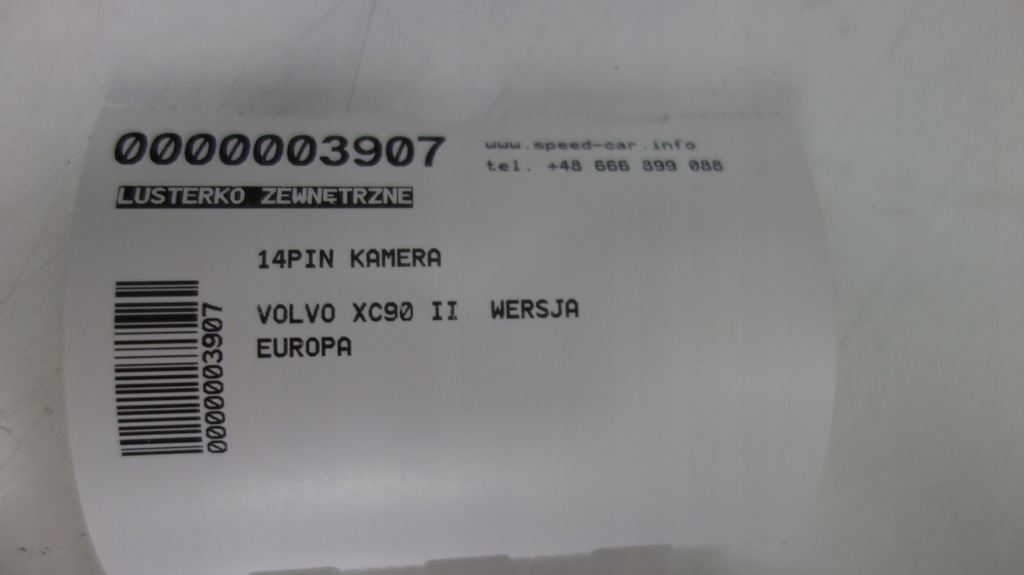 0000003907
www.speed-car.info
tel. +48 666 899 088
LUSTERKO ZEWNĘTRZNE
14PIN KAMERA
VOLVO XC90 II WERSJA
EUROPA
0000003907